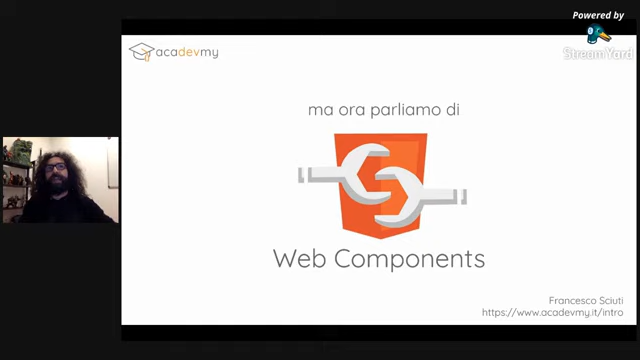 Powered by
StreamYard
acadevmy
ma ora parliamo di
Web Components
Francesco Sciuti
https://www.acadevmy.it/intro